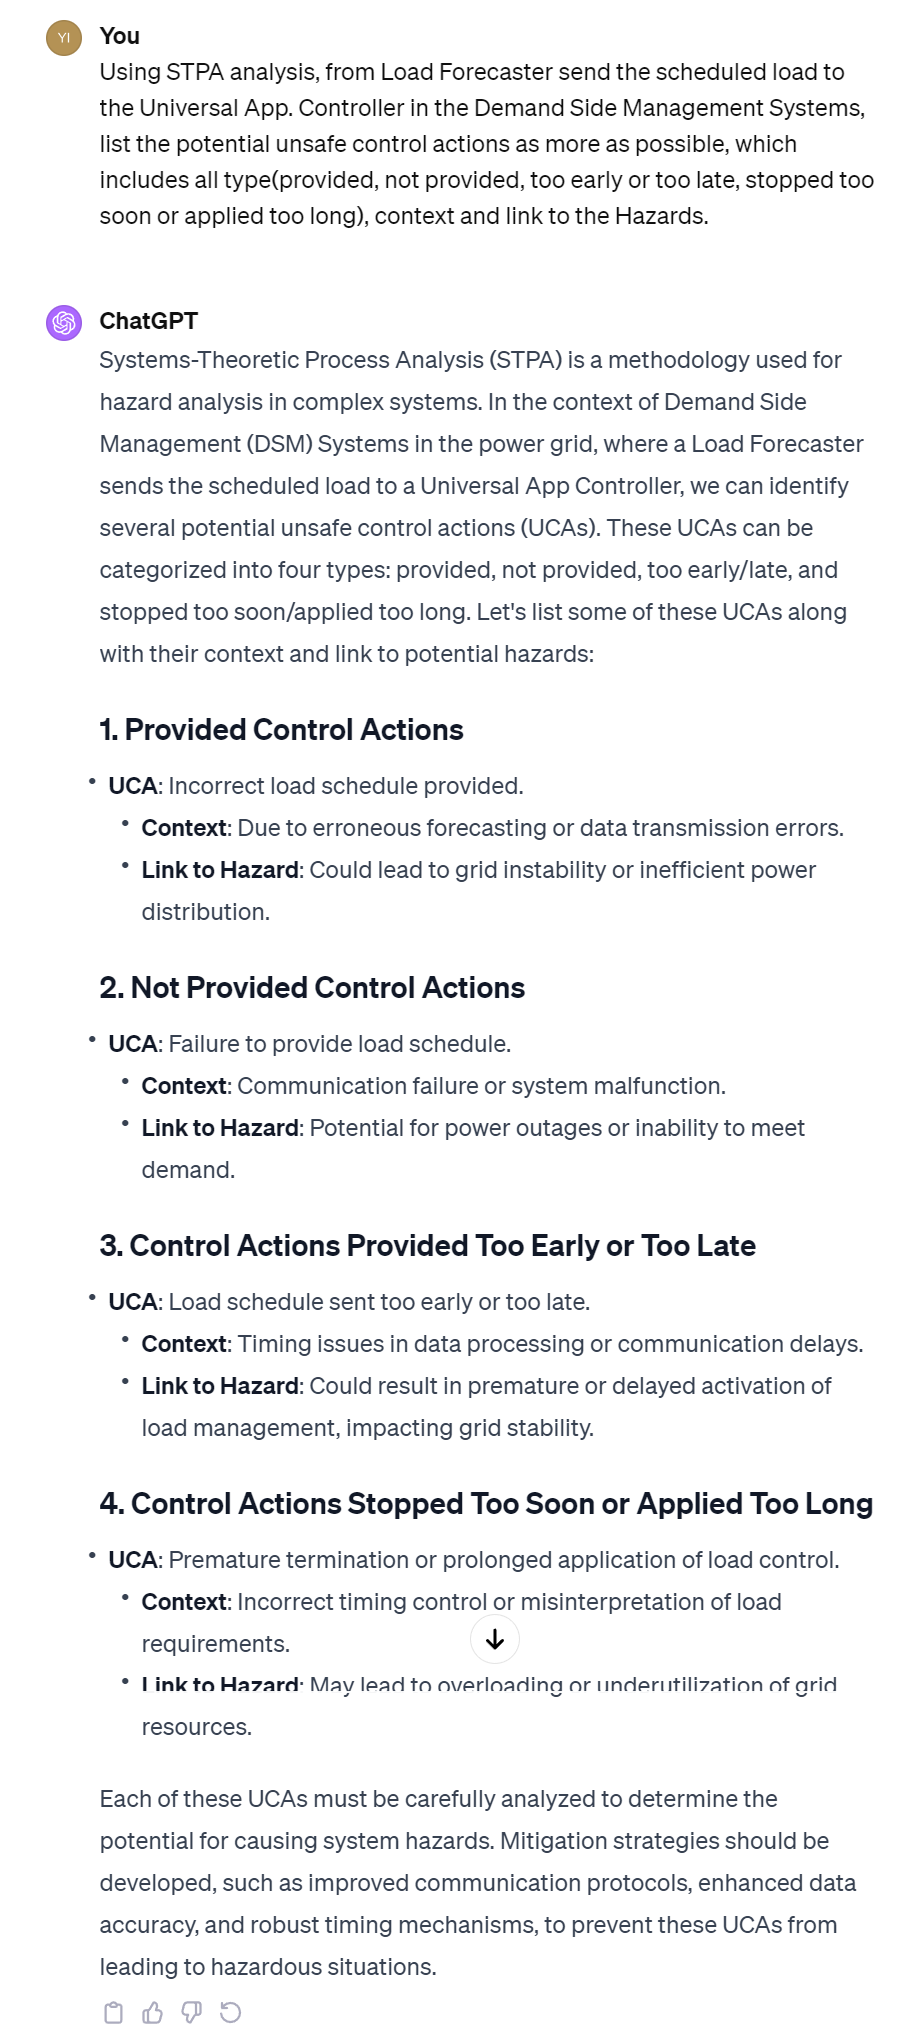 YI
You
Using STPA analysis, from Load Forecaster send the scheduled load to
the Universal App. Controller in the Demand Side Management Systems,
list the potential unsafe control actions as more as possible, which
includes all type(provided, not provided, too early or too late, stopped too
soon or applied too long), context and link to the Hazards.
ChatGPT
Systems-Theoretic Process Analysis (STPA) is a methodology used for
hazard analysis in complex systems. In the context of Demand Side
Management (DSM) Systems in the power grid, where a Load Forecaster
sends the scheduled load to a Universal App Controller, we can identify
several potential unsafe control actions (UCAs). These UCAs can be
categorized into four types: provided, not provided, too early/late, and
stopped too soon/applied too long. Let's list some of these UCAs along
with their context and link to potential hazards:
1. Provided Control Actions
• UCA: Incorrect load schedule provided.
• Context: Due to erroneous forecasting or data transmission errors.
• Link to Hazard: Could lead to grid instability or inefficient power
distribution.
2. Not Provided Control Actions
• UCA: Failure to provide load schedule.
• Context: Communication failure or system malfunction.
• Link to Hazard: Potential for power outages or inability to meet
demand.
3. Control Actions Provided Too Early or Too Late
• UCA: Load schedule sent too early or too late.
• Context: Timing issues in data processing or communication delays.
• Link to Hazard: Could result in premature or delayed activation of
load management, impacting grid stability.
4. Control Actions Stopped Too Soon or Applied Too Long
• UCA: Premature termination or prolonged application of load control.
• Context: Incorrect timing control or misinterpretation of load
requirements.
• Link to Hazard: May lead to overloading or underutilization of grid
resources.
Each of these UCAs must be carefully analyzed to determine the
potential for causing system hazards. Mitigation strategies should be
developed, such as improved communication protocols, enhanced data
accuracy, and robust timing mechanisms, to prevent these UCAs from
leading to hazardous situations.